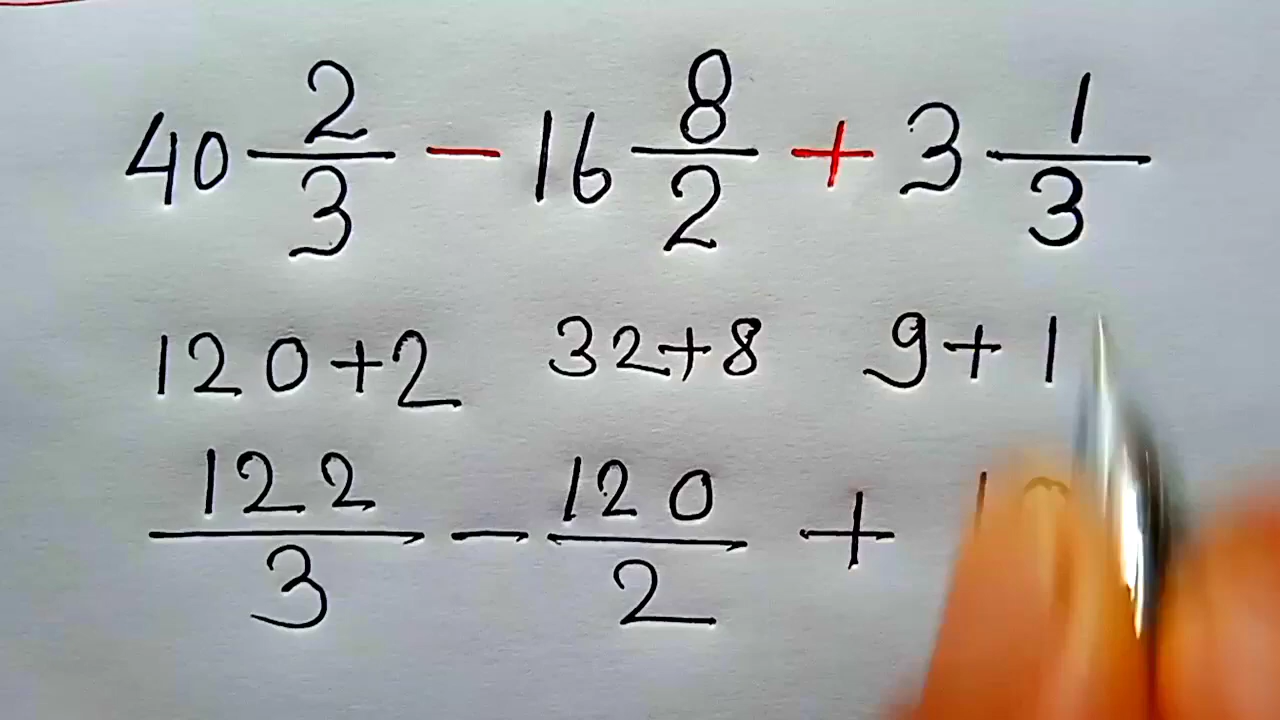 40 2/3 - 16 8/2 + 3 1/3
120+2 32+8 9+1
122/3 - 120/2 + 1